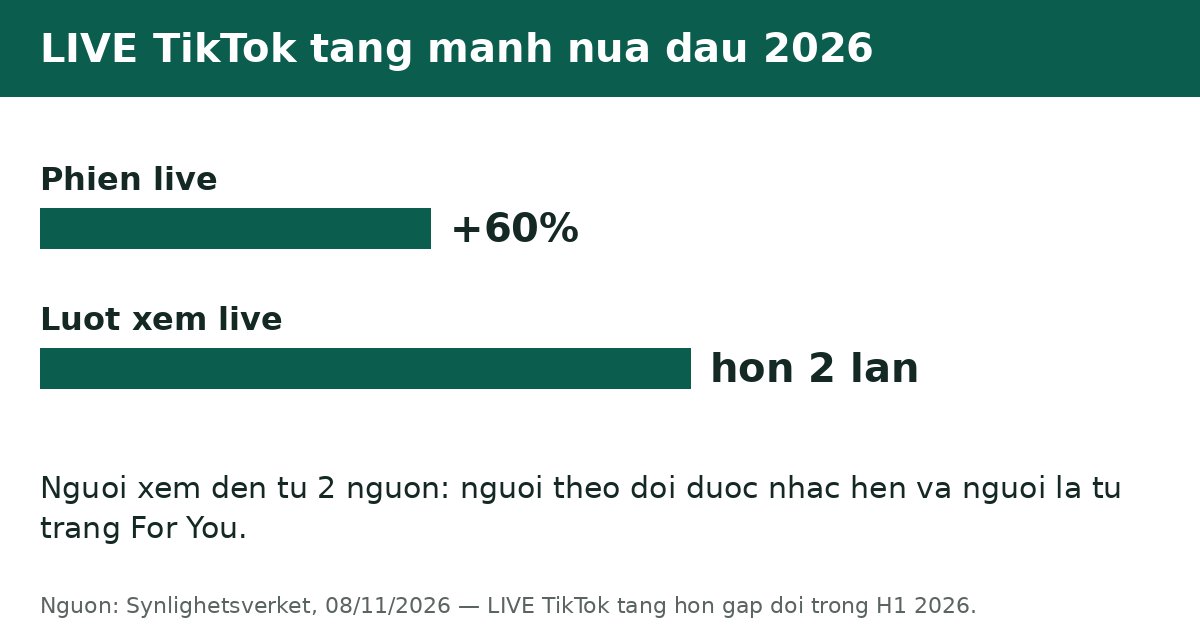 LIVE TikTok tang manh nua dau 2026
Phien live
+60%
Luot xem live
hon 2 lan
Nguoi xem den tu 2 nguon: nguoi theo doi duoc nhac hen va nguoi la tu
trang For You.
Nguon: Synlighetsverket, 08/11/2026 — LIVE TikTok tang hon gap doi trong H1 2026.